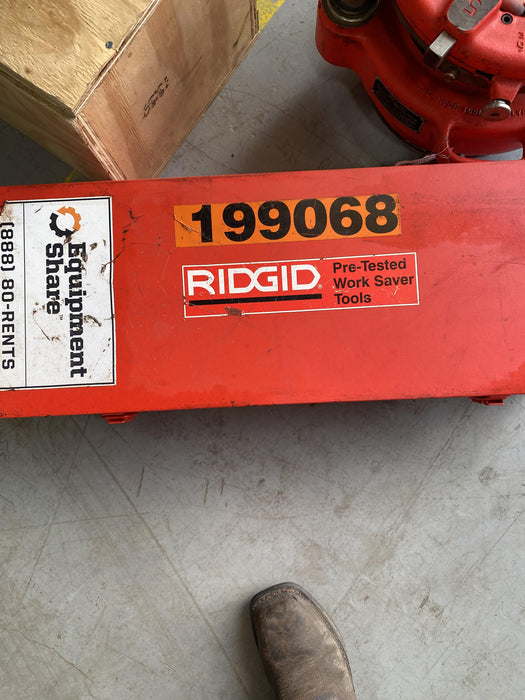 199068
RIDGID®
Pre-Tested
Work Saver
Tools
Equipment
Share
(888) 80-RENTS